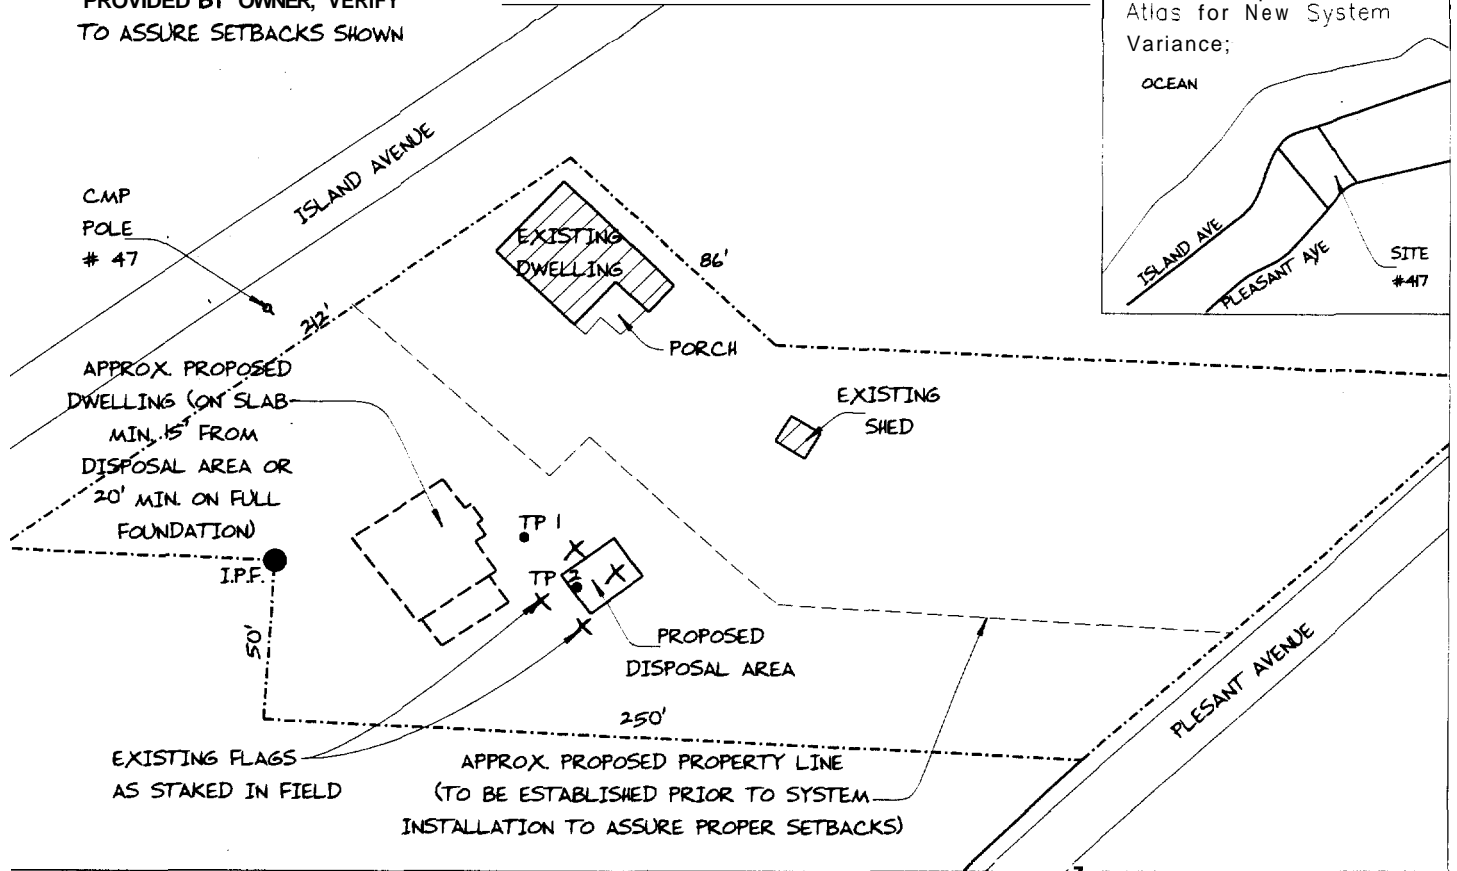 PROVIDED BY OWNER, VERIFY
TO ASSURE SETBACKS SHOWN
Atlas for New System
Variance;
OCEAN
ISLAND AVE
PLEASANT AVE
SITE
#47
ISLAND AVENUE
CMP
POLE
# 47
EXISTING
DWELLING
86'
212'
PORCH
APPROX. PROPOSED
DWELLING (ON SLAB
MIN. 15' FROM
DISPOSAL AREA OR
20' MIN. ON FULL
FOUNDATION)
EXISTING
SHED
TP 1
TP 2
I.P.F.
50'
PROPOSED
DISPOSAL AREA
PLESANT AVENUE
250'
EXISTING FLAGS
AS STAKED IN FIELD
APPROX. PROPOSED PROPERTY LINE
(TO BE ESTABLISHED PRIOR TO SYSTEM
INSTALLATION TO ASSURE PROPER SETBACKS)